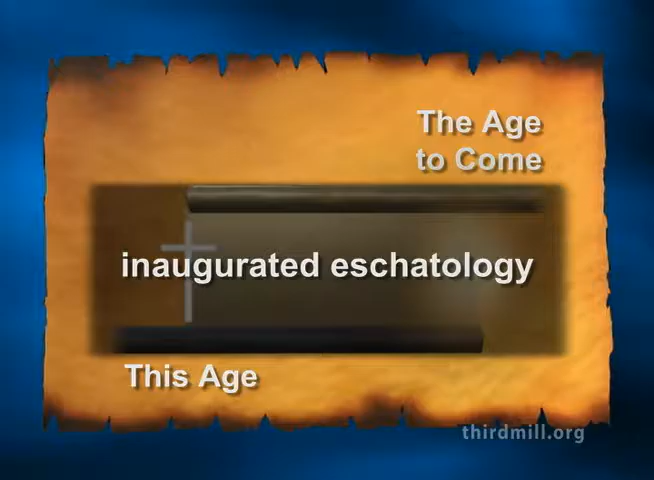 The Age
to Come
inaugurated eschatology
This Age
thirdmill.org